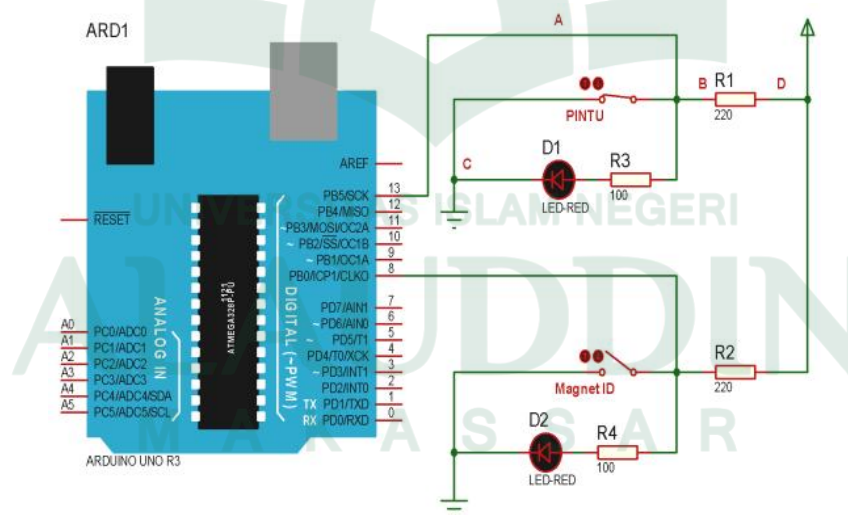 ARD1
ARDUINO UNO R3
RESET
AREF
PB5/SCK 13
PB4/MISO 12
~PB3/MOSI/OC2A 11
~ PB2/SS/OC1B 10
~ PB1/OC1A 9
PB0/ICP1/CLKO 8
PD7/AIN1 7
~ PD6/AIN0 6
~ PD5/T1 5
PD4/T0/XCK 4
~ PD3/INT1 3
PD2/INT0 2
TX PD1/TXD 1
RX PD0/RXD 0
A0 PC0/ADC0
A1 PC1/ADC1
A2 PC2/ADC2
A3 PC3/ADC3
A4 PC4/ADC4/SDA
A5 PC5/ADC5/SCL
ANALOG IN
ATMEGA328P-PU
1121
DIGITAL (~PWM)
A
B
R1
D
220
PINTU
C
D1
LED-RED
R3
100
R2
220
Magnet ID
D2
LED-RED
R4
100
UNIVERSITAS ISLAM NEGERI
ALAUDDIN
MAKASSAR